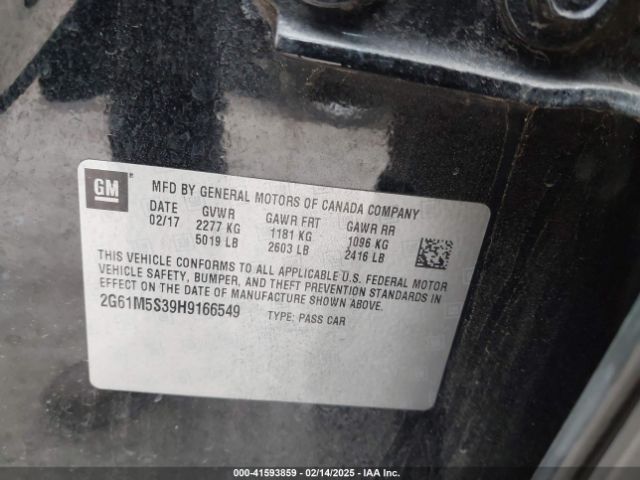 GM
MFD BY GENERAL MOTORS OF CANADA COMPANY
DATE GVWR GAWR FRT GAWR RR
02/17 2277 KG 1181 KG 1096 KG
5019 LB 2603 LB 2416 LB
THIS VEHICLE CONFORMS TO ALL APPLICABLE U.S. FEDERAL MOTOR
VEHICLE SAFETY, BUMPER, AND THEFT PREVENTION STANDARDS
IN EFFECT ON THE DATE OF MANUFACTURE SHOWN ABOVE.
2G61M5S39H9166549 TYPE: PASS CAR
000-41593859 - 02/14/2025 - IAA Inc.